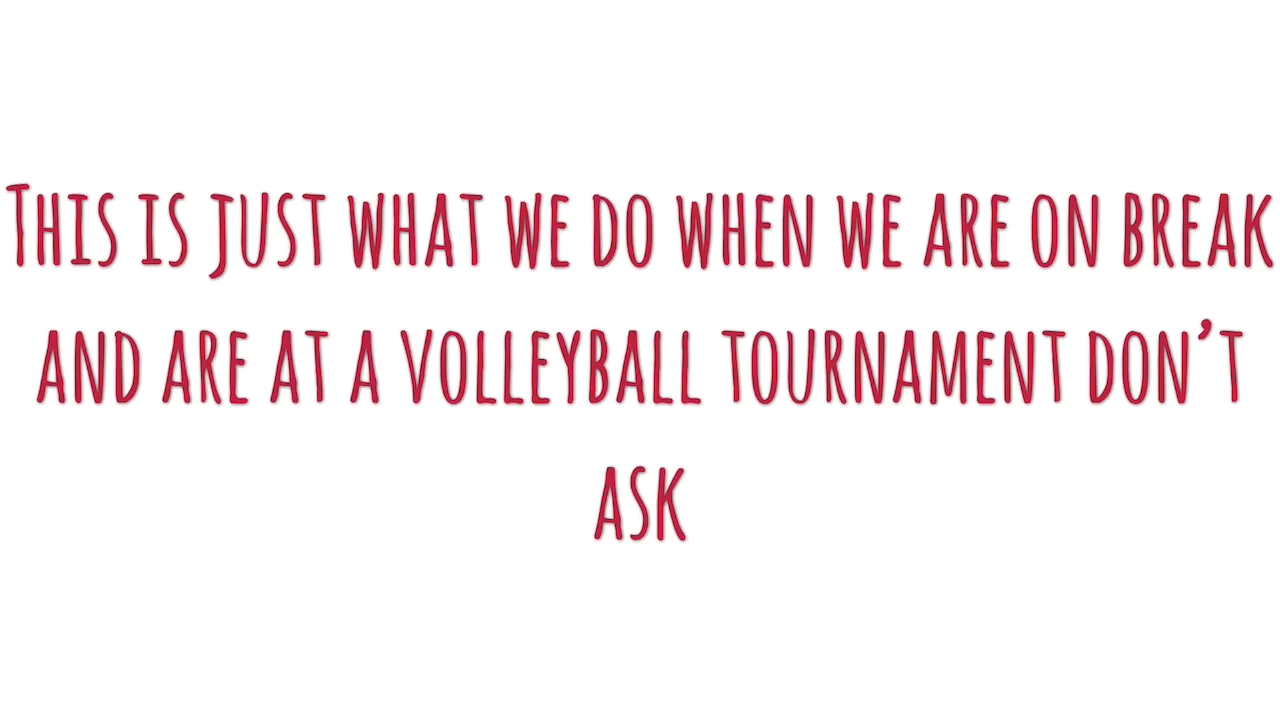 This is just what we do when we are on break
and are at a volleyball tournament don’t
ask